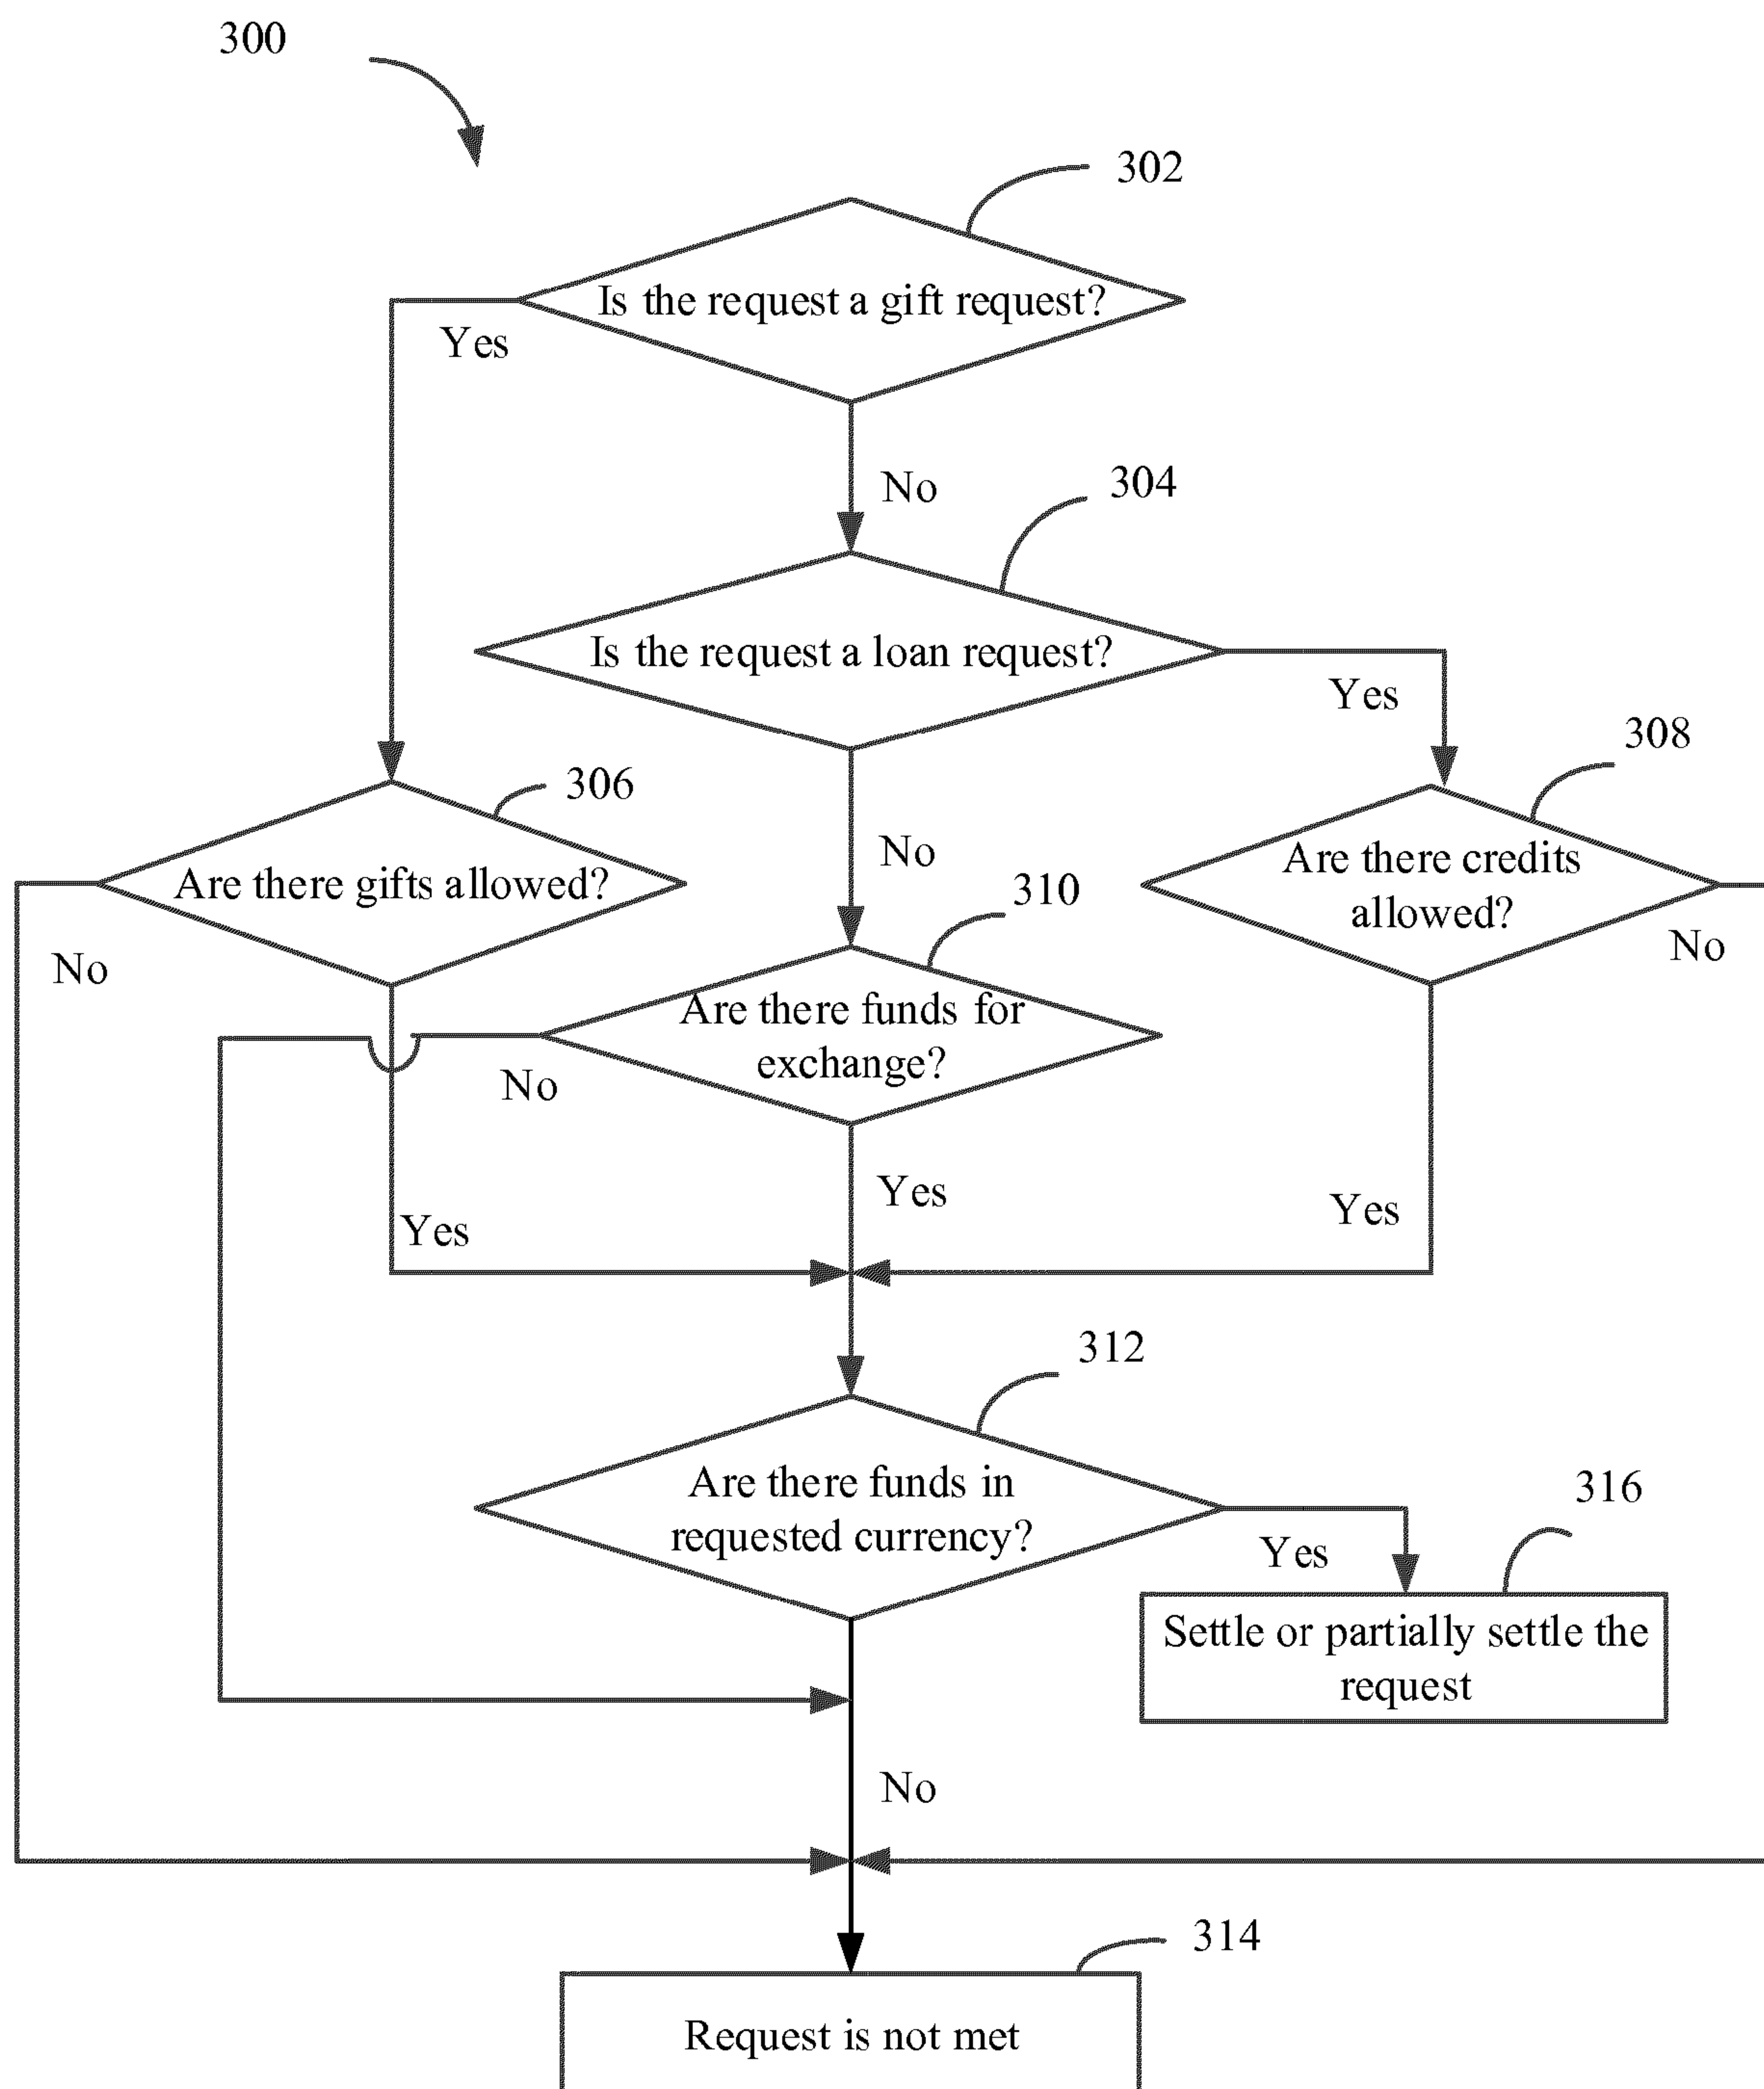 300
302
Is the request a gift request?
Yes
No
304
Is the request a loan request?
Yes
308
306
No
Are there credits
allowed?
Are there gifts allowed?
310
No
No
Are there funds for
exchange?
No
Yes
Yes
Yes
312
Are there funds in
requested currency?
316
Yes
Settle or partially settle the
request
No
314
Request is not met